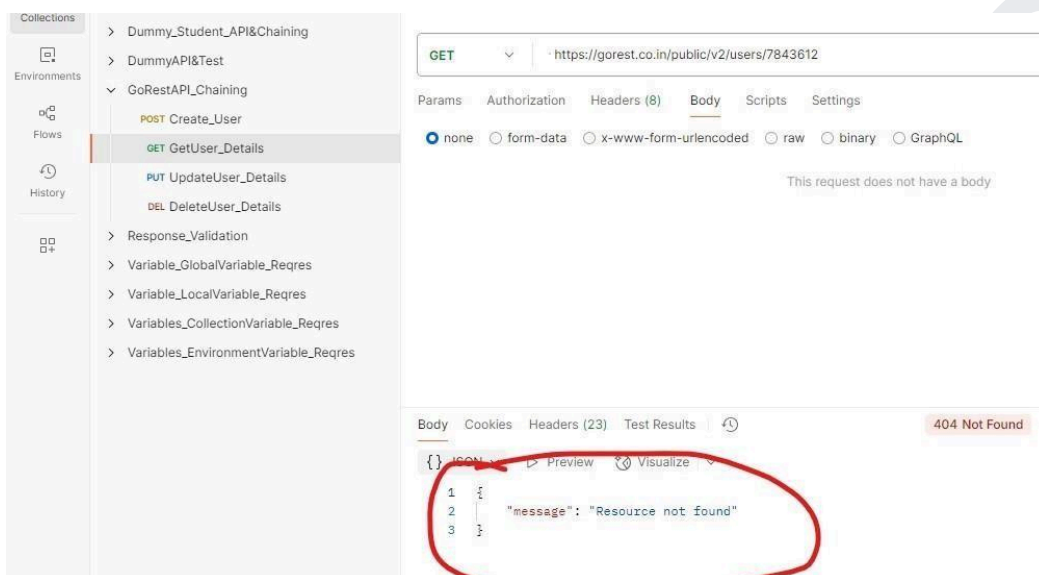 Collections
Environments
Flows
History
Dummy_Student_API&Chaining
DummyAPI&Test
GoRestAPI_Chaining
POST Create_User
GET GetUser_Details
PUT UpdateUser_Details
DEL DeleteUser_Details
Response_Validation
Variable_GlobalVariable_Reqres
Variable_LocalVariable_Reqres
Variables_CollectionVariable_Reqres
Variables_EnvironmentVariable_Reqres
GET https://gorest.co.in/public/v2/users/7843612
Params Authorization Headers (8) Body Scripts Settings
none form-data x-www-form-urlencoded raw binary GraphQL
This request does not have a body
Body Cookies Headers (23) Test Results 404 Not Found
{} JSON Preview Visualize
1 {
2 "message": "Resource not found"
3 }